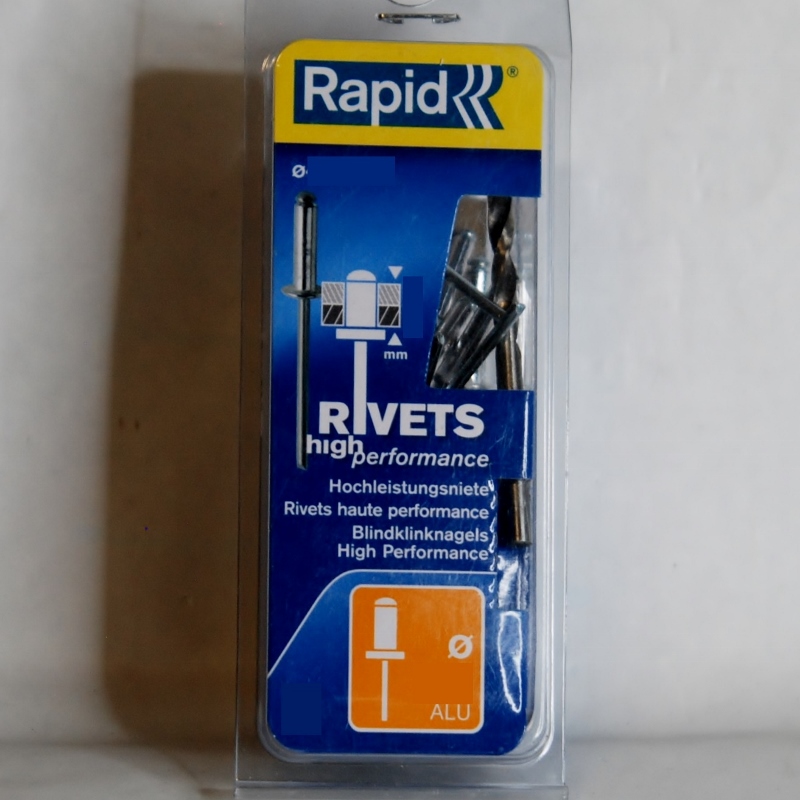 Rapid®
Ø
mm
RIVETS
high
performance
Hochleistungsniete
Rivets haute performance
Blindklinknagels
High Performance
Ø
ALU